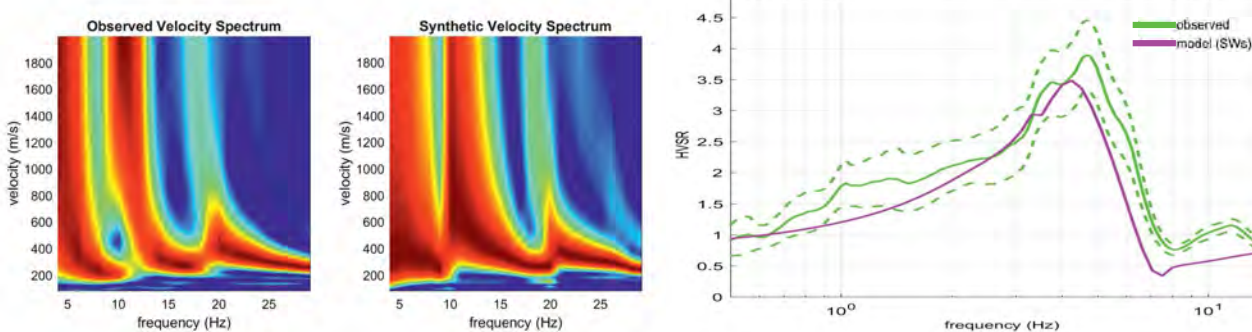 Observed Velocity Spectrum
velocity (m/s)
1800
1600
1400
1200
1000
800
600
400
200
5 10 15 20 25
frequency (Hz)
Synthetic Velocity Spectrum
velocity (m/s)
1800
1600
1400
1200
1000
800
600
400
200
5 10 15 20 25
frequency (Hz)
HVSR
4.5
4
3.5
3
2.5
2
1.5
1
0.5
0
10⁰ 10¹
frequency (Hz)
observed
model (SWs)